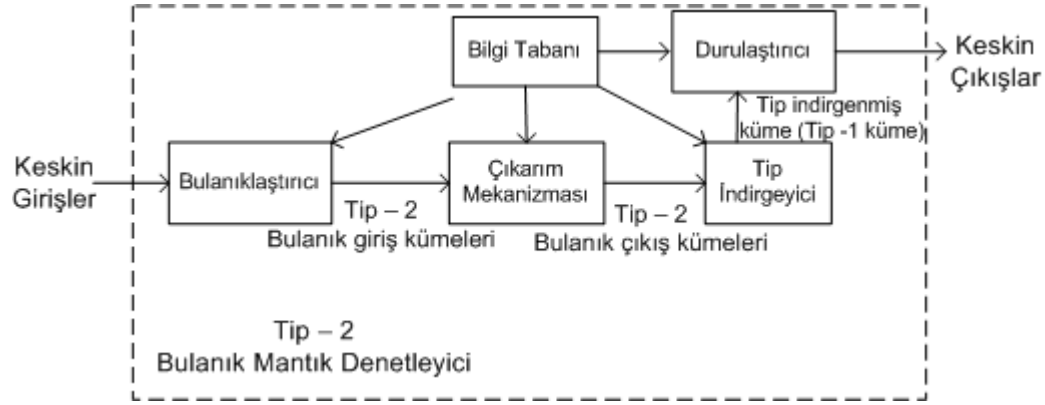 Bilgi Tabanı
Durulaştırıcı
Keskin
Çıkışlar
Tip indirgenmiş
küme (Tip -1 küme)
Keskin
Girişler
Bulanıklaştırıcı
Çıkarım
Mekanizması
Tip
İndirgeyici
Tip – 2
Bulanık giriş kümeleri
Tip – 2
Bulanık çıkış kümeleri
Tip – 2
Bulanık Mantık Denetleyici